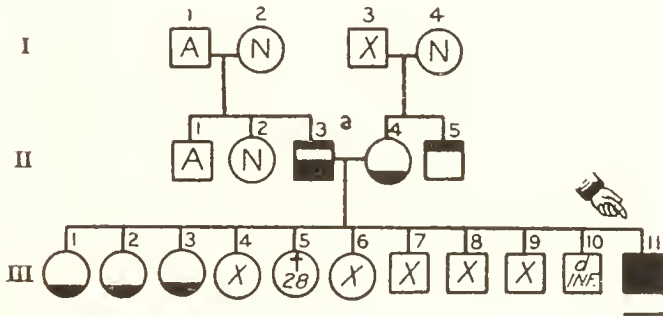 1 2 3 4
I A N X N
1 2 3 a 4 5
II A N
1 2 3 4 5 6 7 8 9 10 11
III X † 28 X X X X d INF.